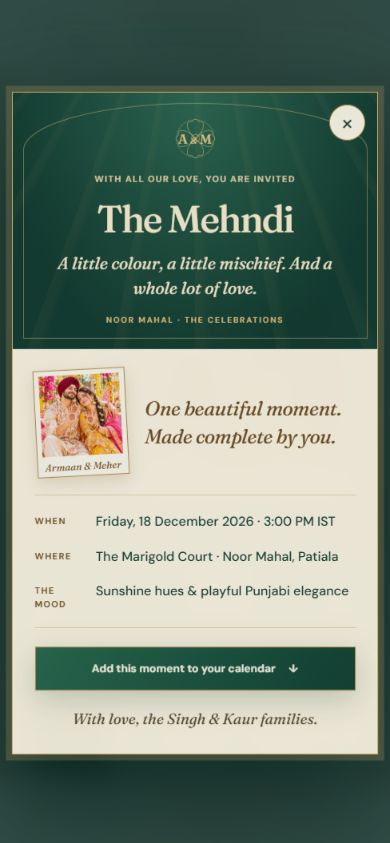 A&M
×
WITH ALL OUR LOVE, YOU ARE INVITED
The Mehndi
A little colour, a little mischief. And a
whole lot of love.
NOOR MAHAL · THE CELEBRATIONS
Armaan & Meher
One beautiful moment.
Made complete by you.
WHEN Friday, 18 December 2026 · 3:00 PM IST
WHERE The Marigold Court · Noor Mahal, Patiala
THE MOOD Sunshine hues & playful Punjabi elegance
Add this moment to your calendar ↓
With love, the Singh & Kaur families.